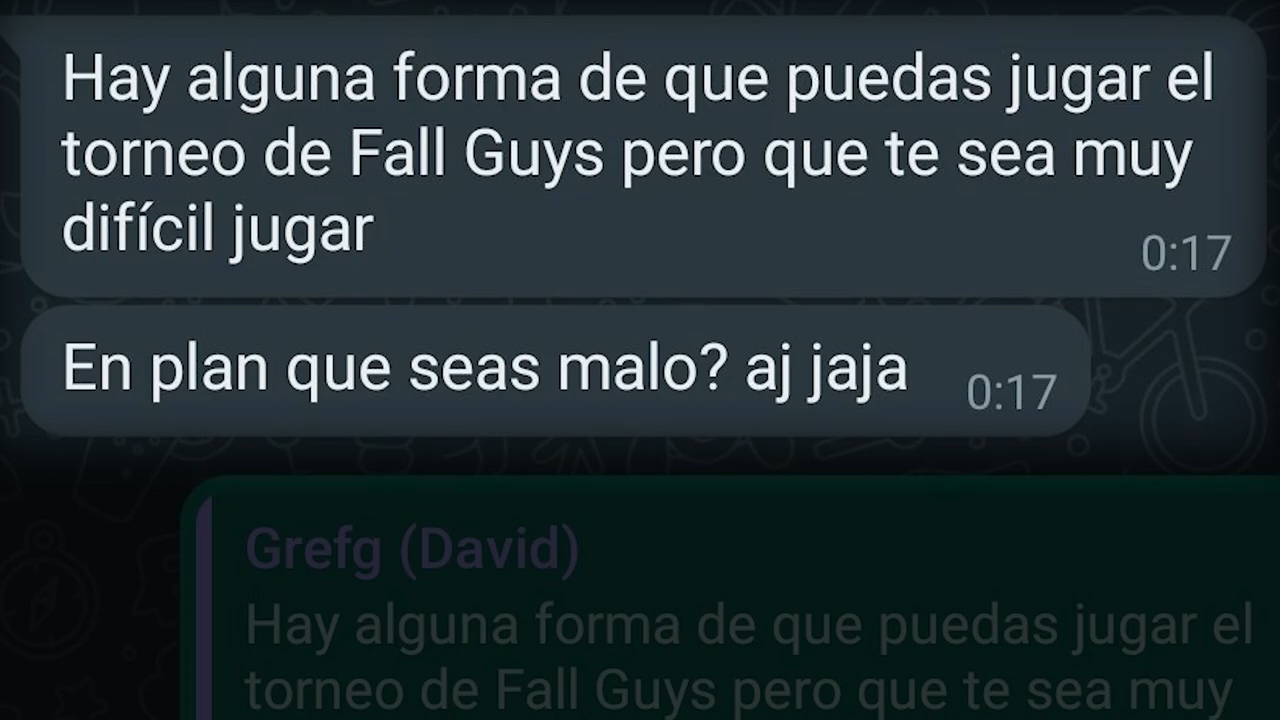 Hay alguna forma de que puedas jugar el
torneo de Fall Guys pero que te sea muy
difícil jugar
0:17
En plan que seas malo? aj jaja
0:17
Grefg (David)
Hay alguna forma de que puedas jugar el
torneo de Fall Guys pero que te sea muy